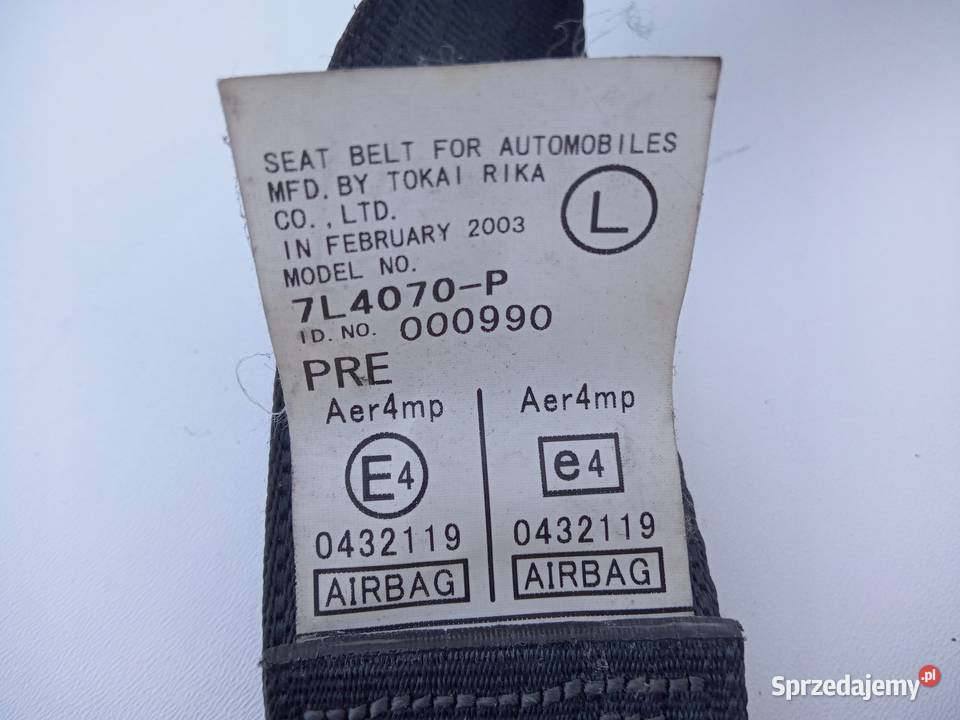 SEAT BELT FOR AUTOMOBILES
MFD. BY TOKAI RIKA
CO., LTD.
L
IN FEBRUARY 2003
MODEL NO.
7L4070-P
ID. NO. 000990
PRE
Aer4mp Aer4mp
E4 e4
0432119 0432119
AIRBAG AIRBAG
Sprzedajemy.pl